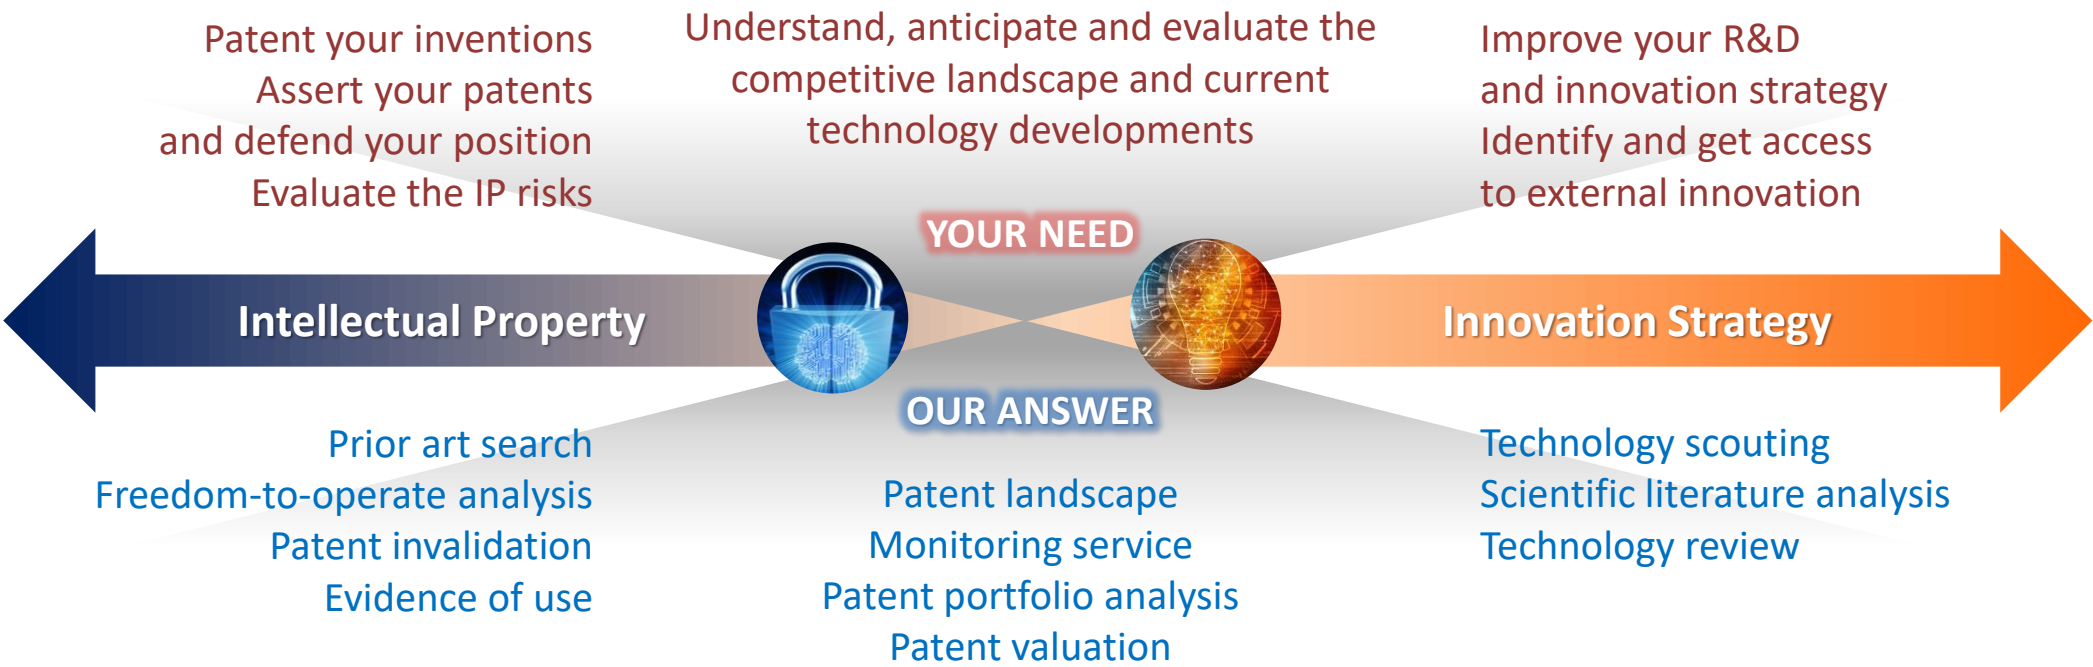 Patent your inventions
Assert your patents
and defend your position
Evaluate the IP risks
Understand, anticipate and evaluate the
competitive landscape and current
technology developments
Improve your R&D
and innovation strategy
Identify and get access
to external innovation
YOUR NEED
Intellectual Property
Innovation Strategy
OUR ANSWER
Prior art search
Freedom-to-operate analysis
Patent invalidation
Evidence of use
Patent landscape
Monitoring service
Patent portfolio analysis
Patent valuation
Technology scouting
Scientific literature analysis
Technology review